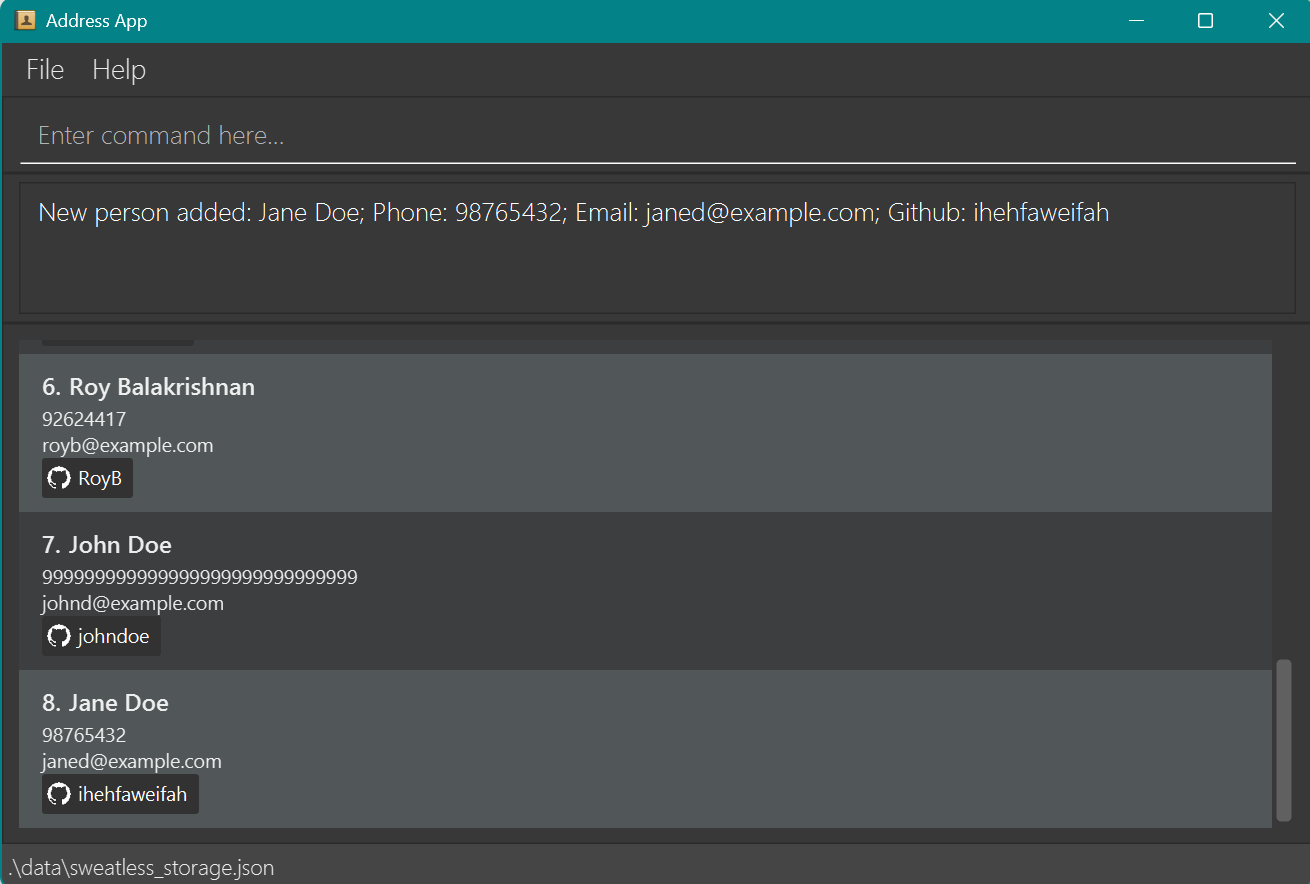 Address App
File Help
Enter command here...
New person added: Jane Doe; Phone: 98765432; Email: janed@example.com; Github: ihehfaweifah
6. Roy Balakrishnan
92624417
royb@example.com
RoyB
7. John Doe
999999999999999999999999999999
johnd@example.com
johndoe
8. Jane Doe
98765432
janed@example.com
ihehfaweifah
.\data\sweatless_storage.json